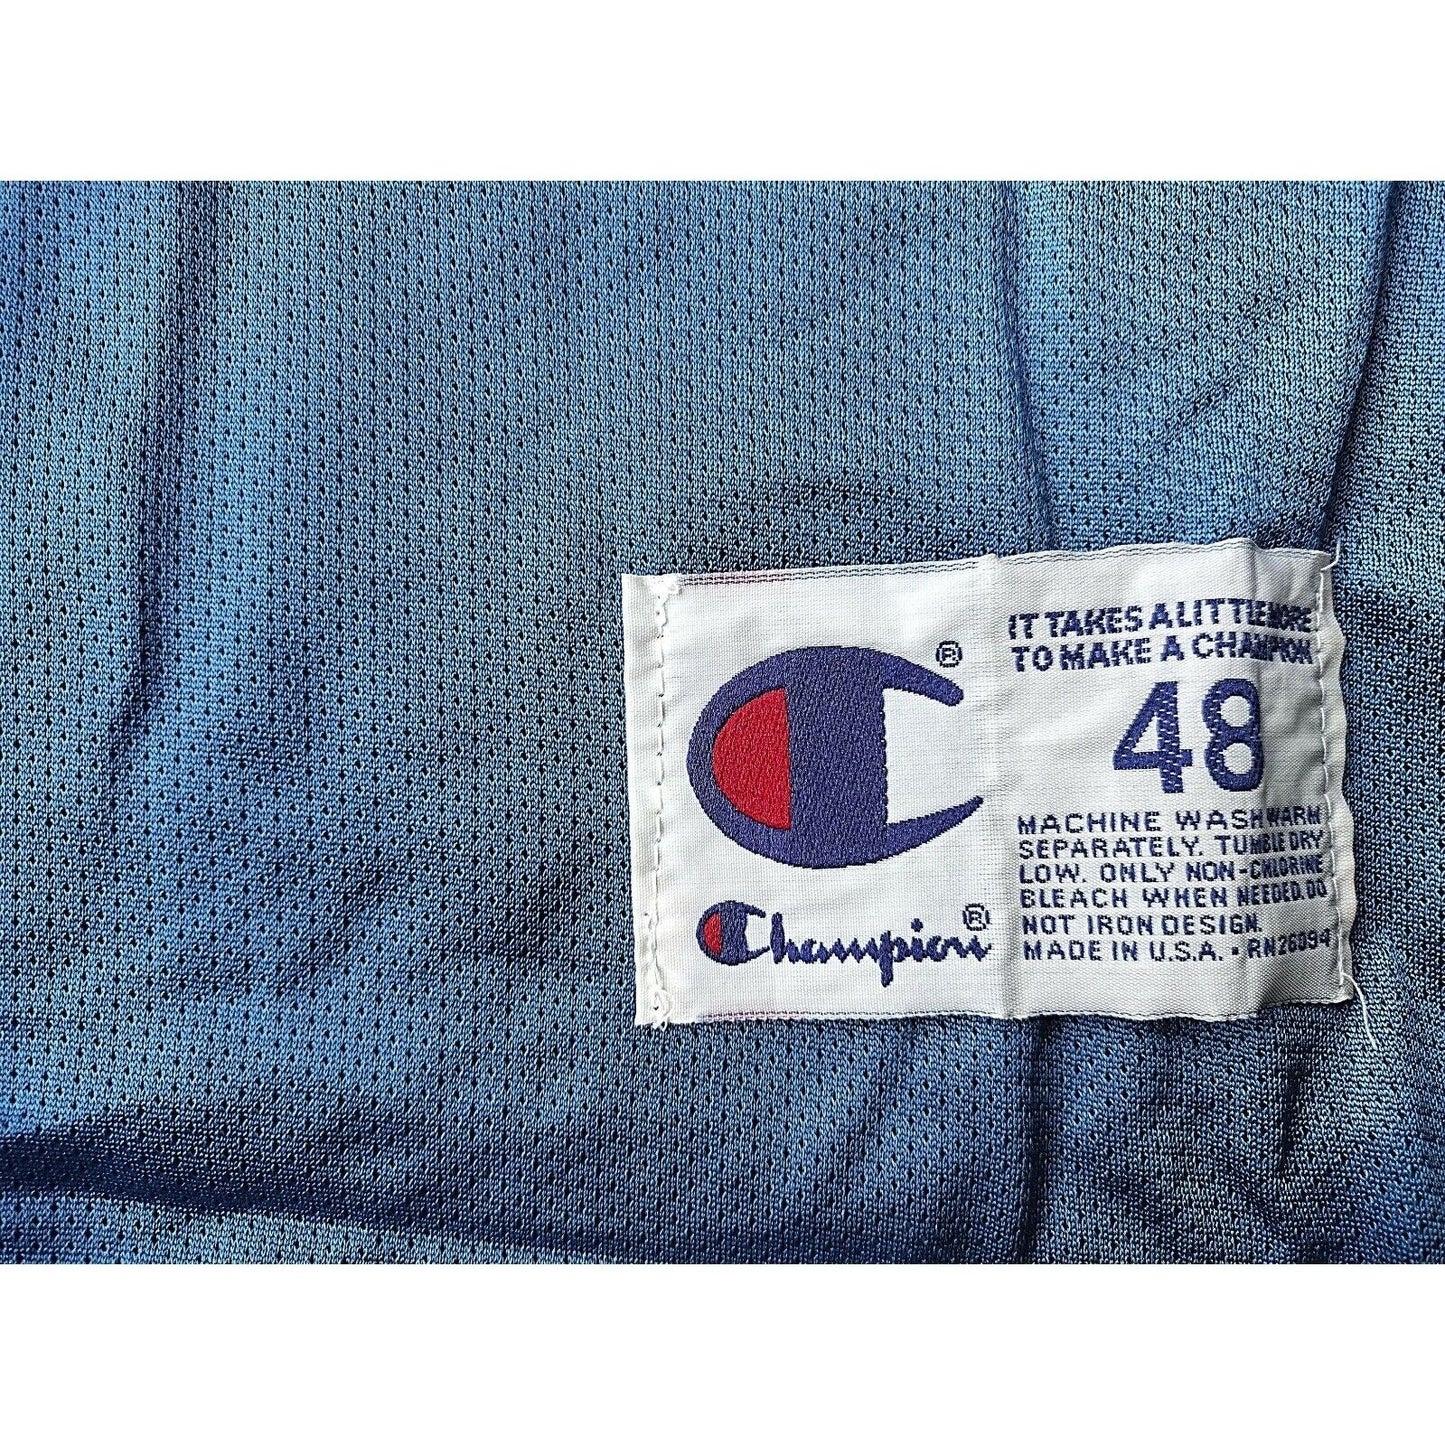 ®
Champion®
IT TAKES A LITTLE MORE
TO MAKE A CHAMPION
48
MACHINE WASH WARM
SEPARATELY. TUMBLE DRY
LOW. ONLY NON-CHLORINE
BLEACH WHEN NEEDED. DO
NOT IRON DESIGN.
MADE IN U.S.A. • RN26094